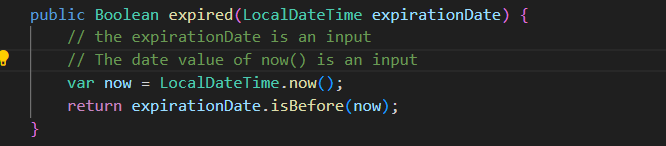 public Boolean expired(LocalDateTime expirationDate) {
    // the expirationDate is an input
    // The date value of now() is an input
    var now = LocalDateTime.now();
    return expirationDate.isBefore(now);
}